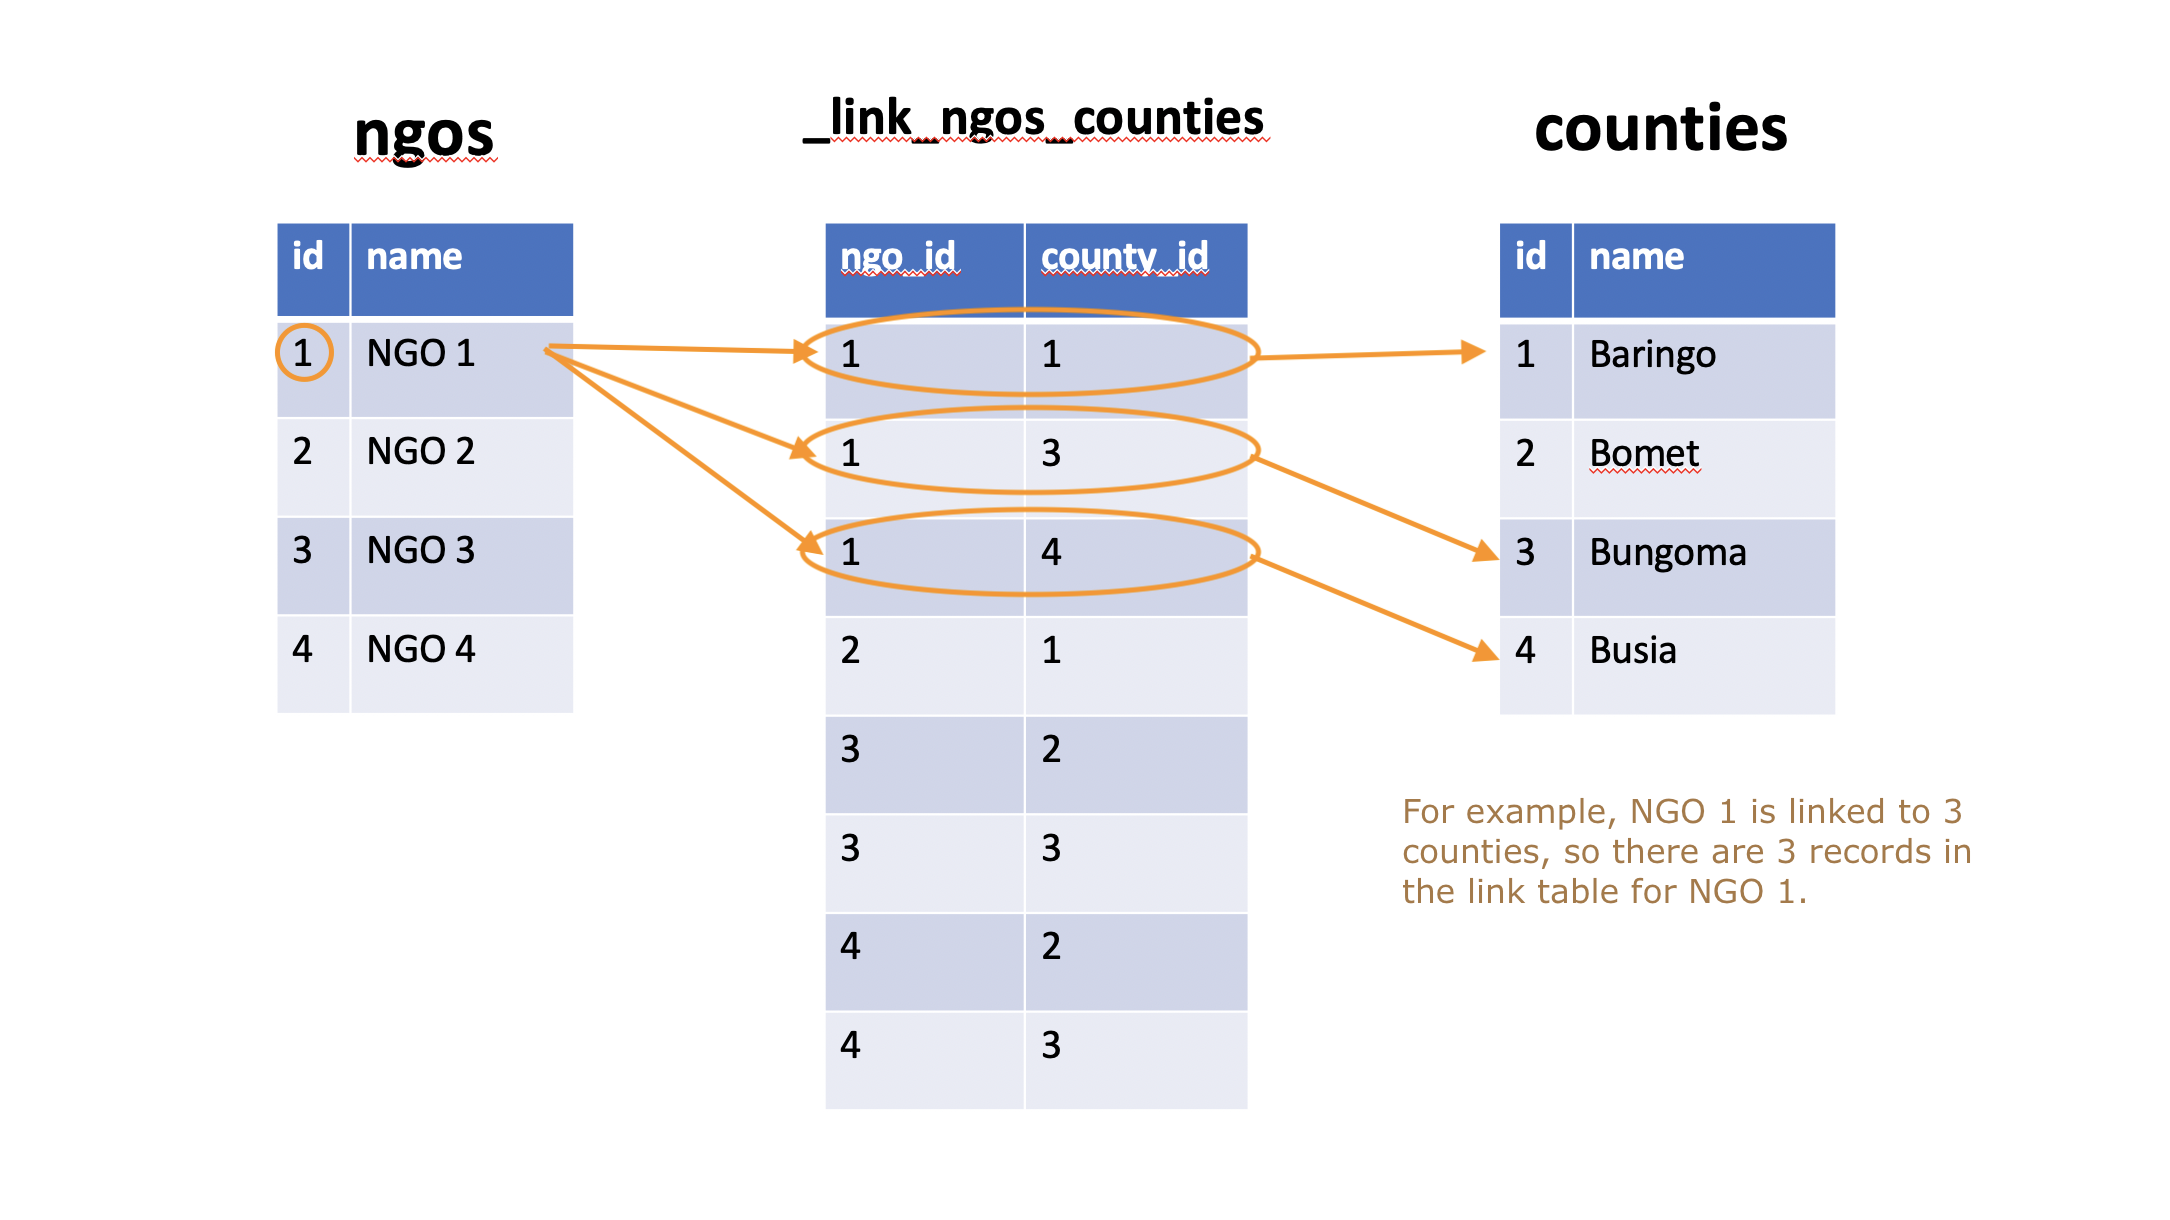 ngos
id name
1 NGO 1
2 NGO 2
3 NGO 3
4 NGO 4
_link_ngos_counties
ngo_id county_id
1 1
1 3
1 4
2 1
3 2
3 3
4 2
4 3
counties
id name
1 Baringo
2 Bomet
3 Bungoma
4 Busia
For example, NGO 1 is linked to 3
counties, so there are 3 records in
the link table for NGO 1.